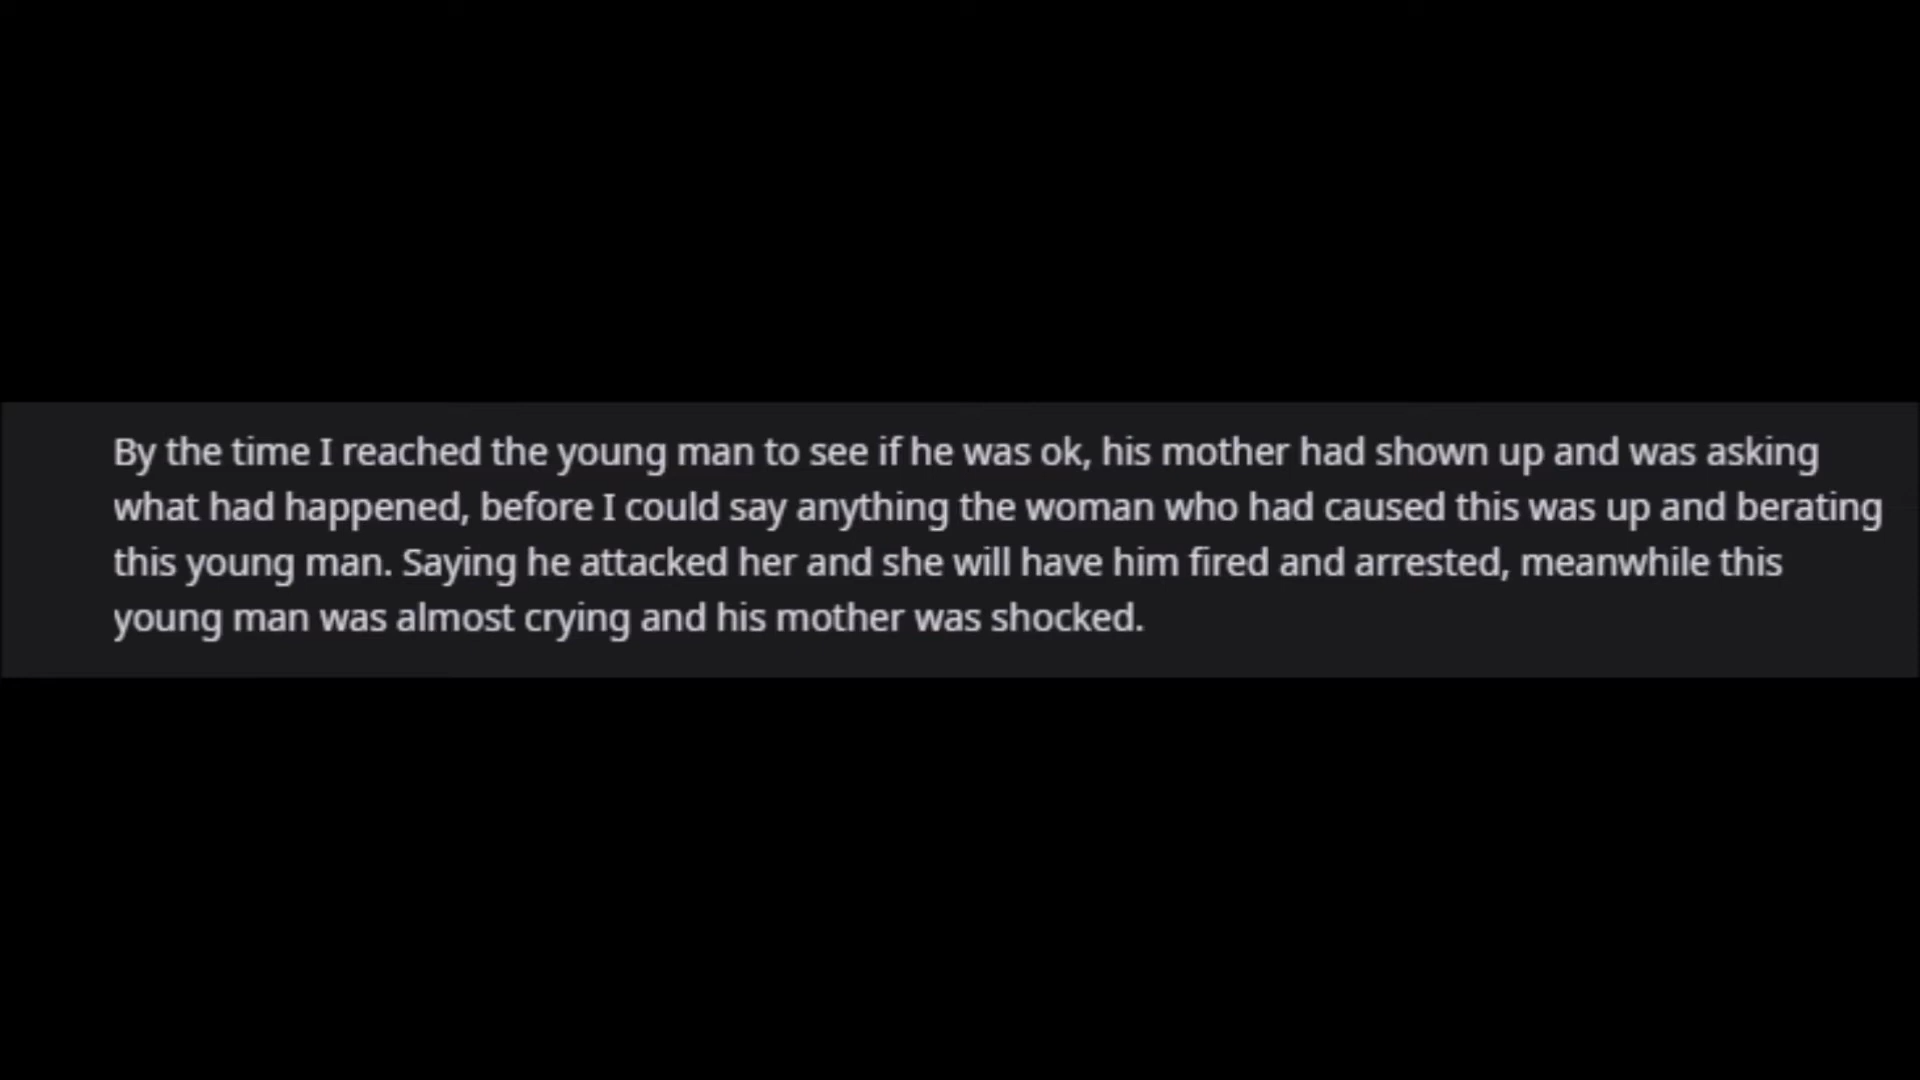 By the time I reached the young man to see if he was ok, his mother had shown up and was asking
what had happened, before I could say anything the woman who had caused this was up and berating
this young man. Saying he attacked her and she will have him fired and arrested, meanwhile this
young man was almost crying and his mother was shocked.